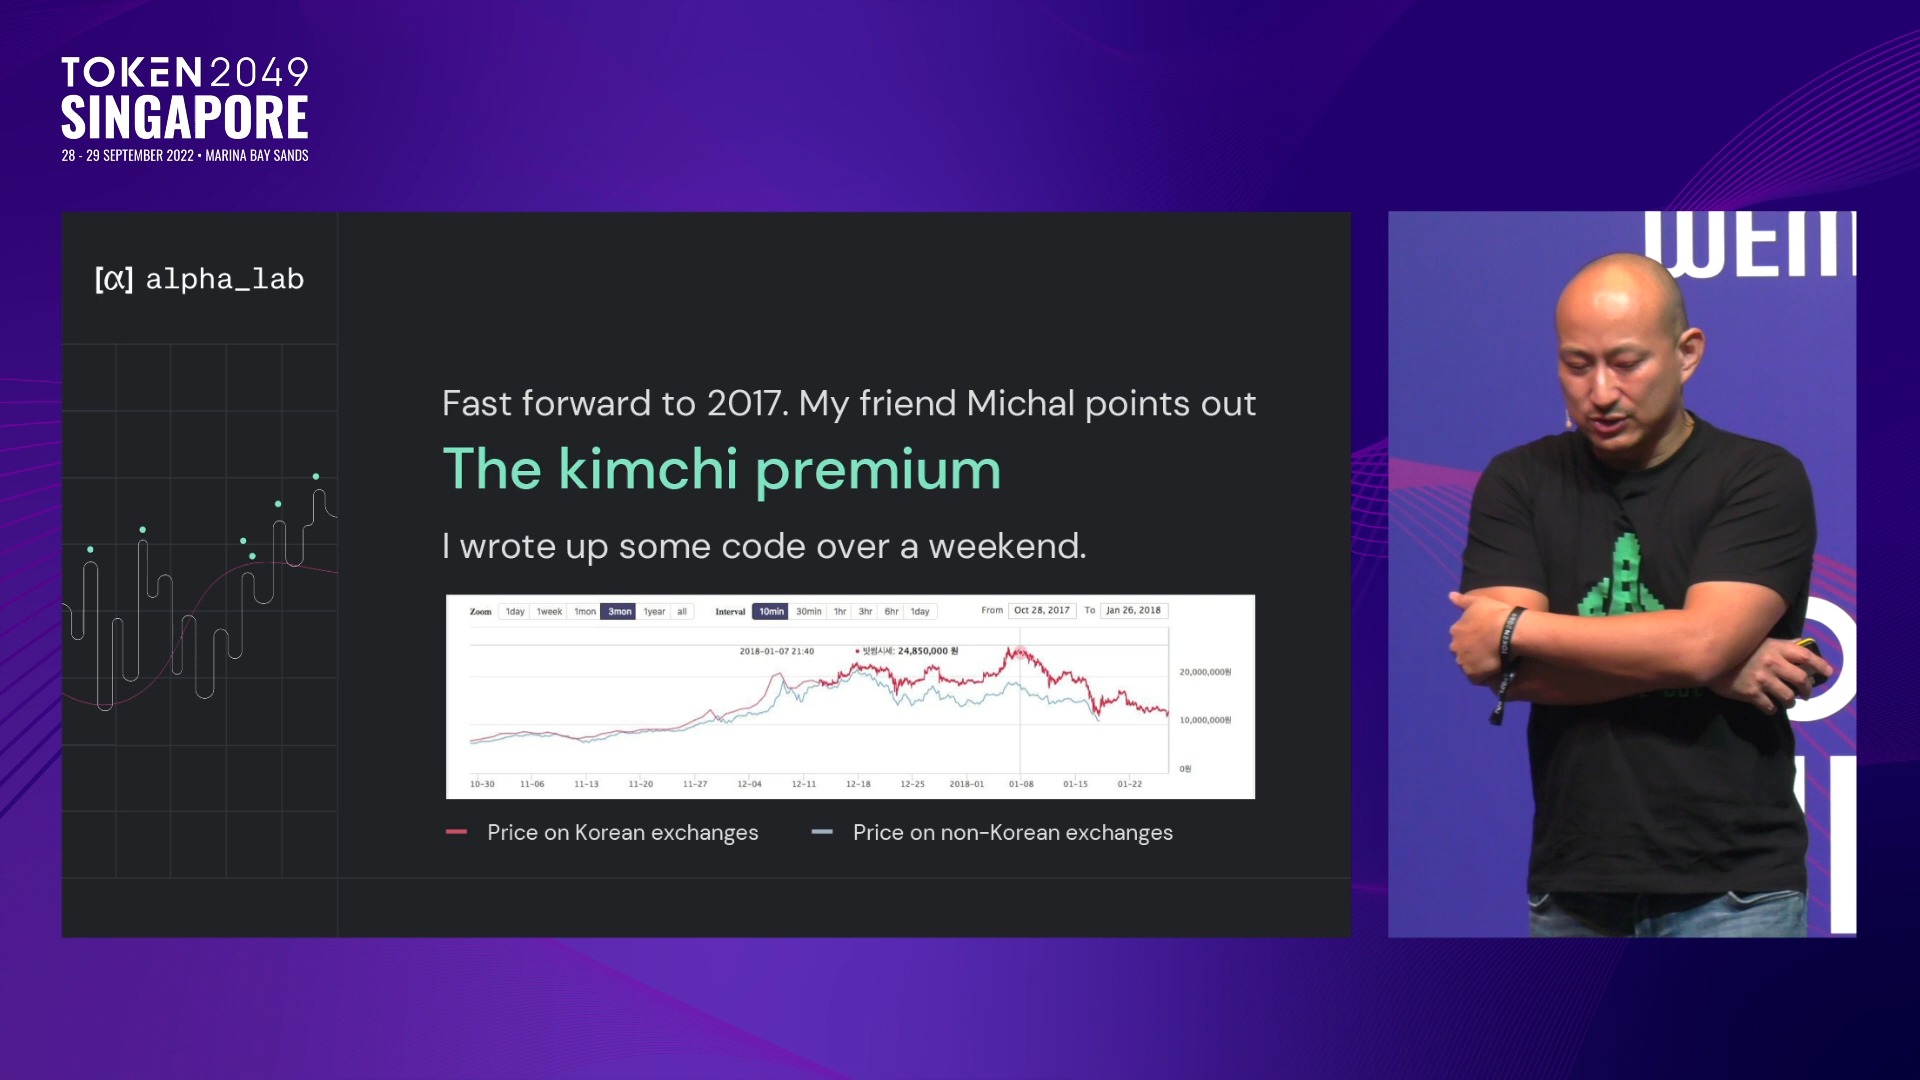 TOKEN2049
SINGAPORE
28 - 29 SEPTEMBER 2022 • MARINA BAY SANDS
[α] alpha_lab
Fast forward to 2017. My friend Michal points out
The kimchi premium
I wrote up some code over a weekend.
Zoom 1day 1week 1mon 3mon 1year all Interval 10min 30min 1hr 3hr 6hr 1day From Oct 28, 2017 To Jan 26, 2018
2018-01-07 21:40 • 빗썸시세: 24,850,000 원
20,000,000원
10,000,000원
0원
10-30 11-06 11-13 11-20 11-27 12-04 12-11 12-18 12-25 2018-01 01-08 01-15 01-22
Price on Korean exchanges Price on non-Korean exchanges
TOKEN2049